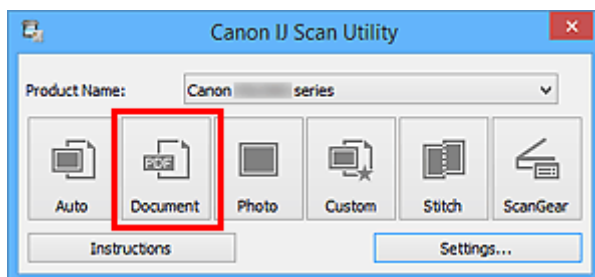 Canon IJ Scan Utility
Product Name: Canon series
PDF
Auto Document Photo Custom Stitch ScanGear
Instructions Settings...